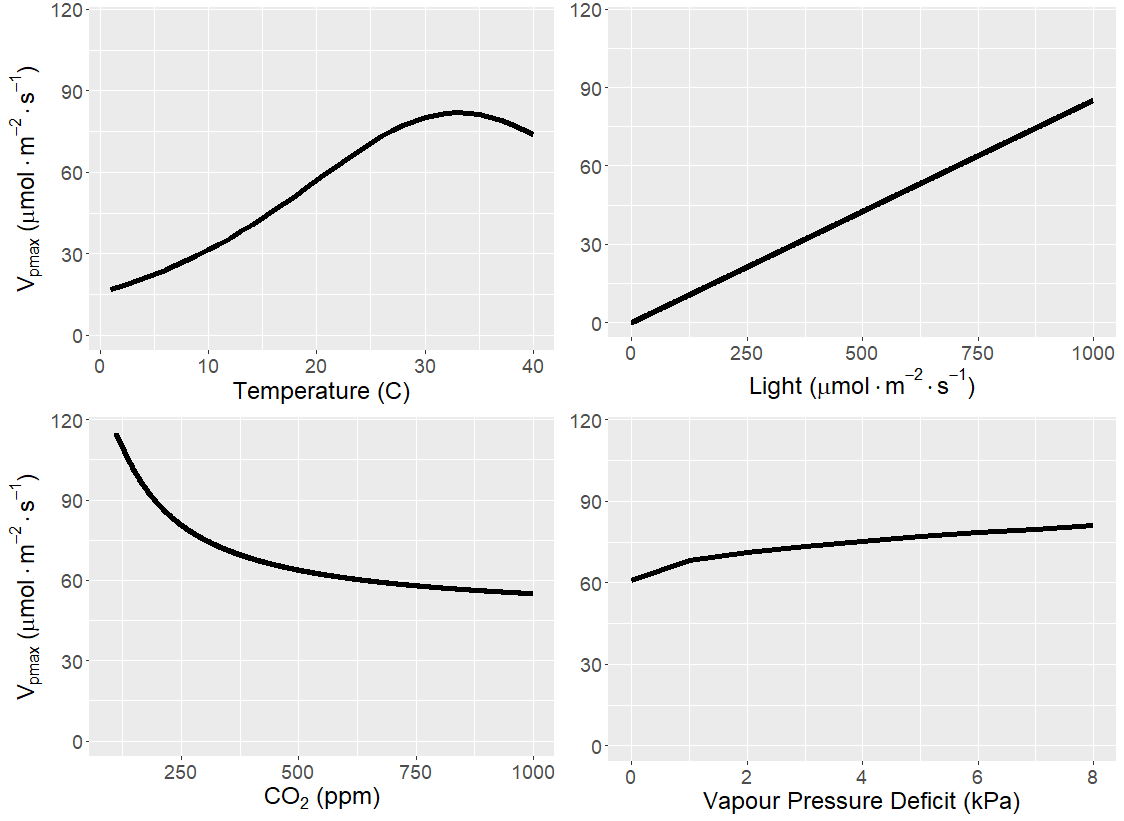 120
90
60
30
0
V_pmax (μmol · m⁻² · s⁻¹)
0 10 20 30 40
Temperature (C)
120
90
60
30
0
0 250 500 750 1000
Light (μmol · m⁻² · s⁻¹)
120
90
60
30
0
V_pmax (μmol · m⁻² · s⁻¹)
250 500 750 1000
CO₂ (ppm)
120
90
60
30
0
0 2 4 6 8
Vapour Pressure Deficit (kPa)